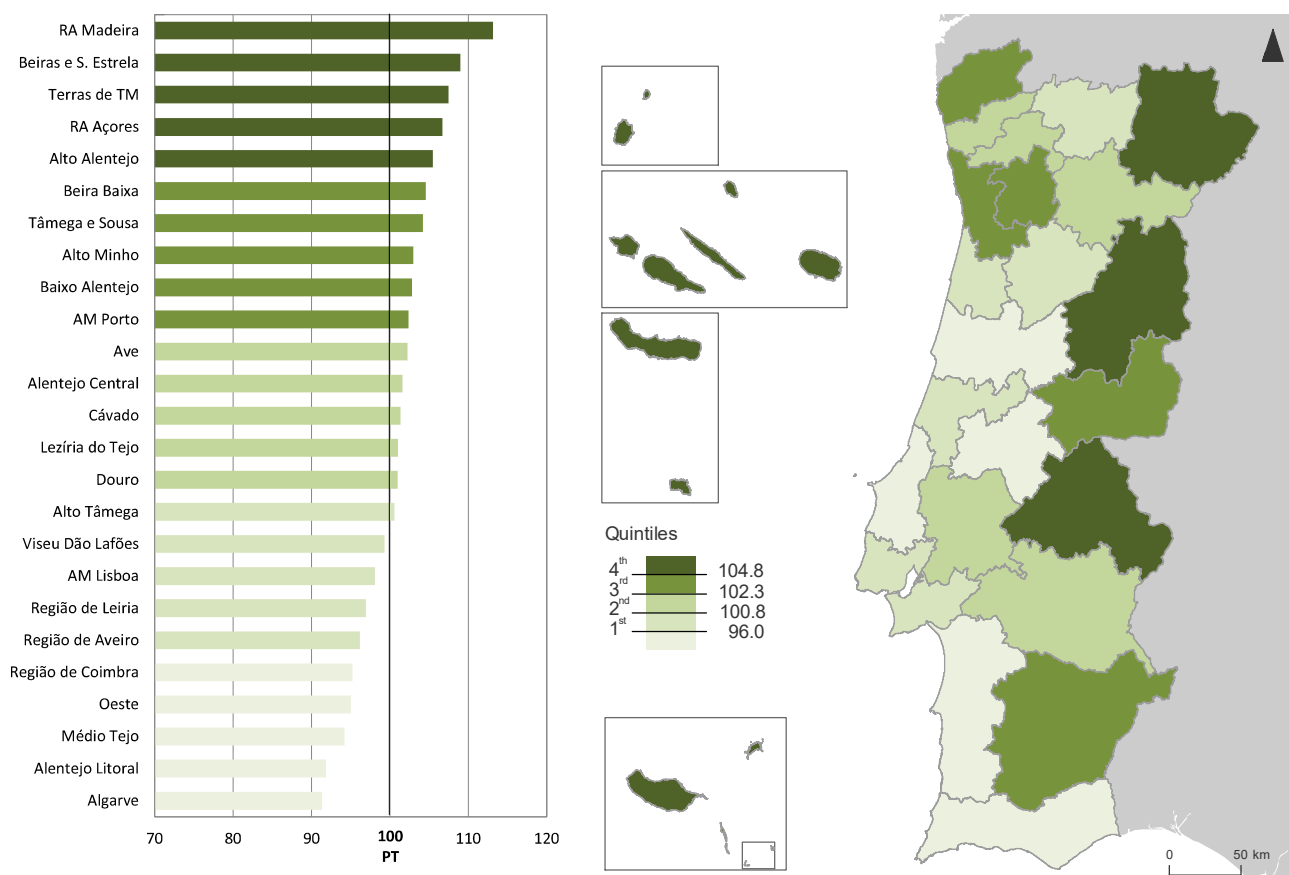 RA Madeira
Beiras e S. Estrela
Terras de TM
RA Açores
Alto Alentejo
Beira Baixa
Tâmega e Sousa
Alto Minho
Baixo Alentejo
AM Porto
Ave
Alentejo Central
Cávado
Lezíria do Tejo
Douro
Alto Tâmega
Viseu Dão Lafões
AM Lisboa
Região de Leiria
Região de Aveiro
Região de Coimbra
Oeste
Médio Tejo
Alentejo Litoral
Algarve
70 80 90 100 110 120
PT
Quintiles
4th 104.8
3rd 102.3
2nd 100.8
1st 96.0
0 50 km